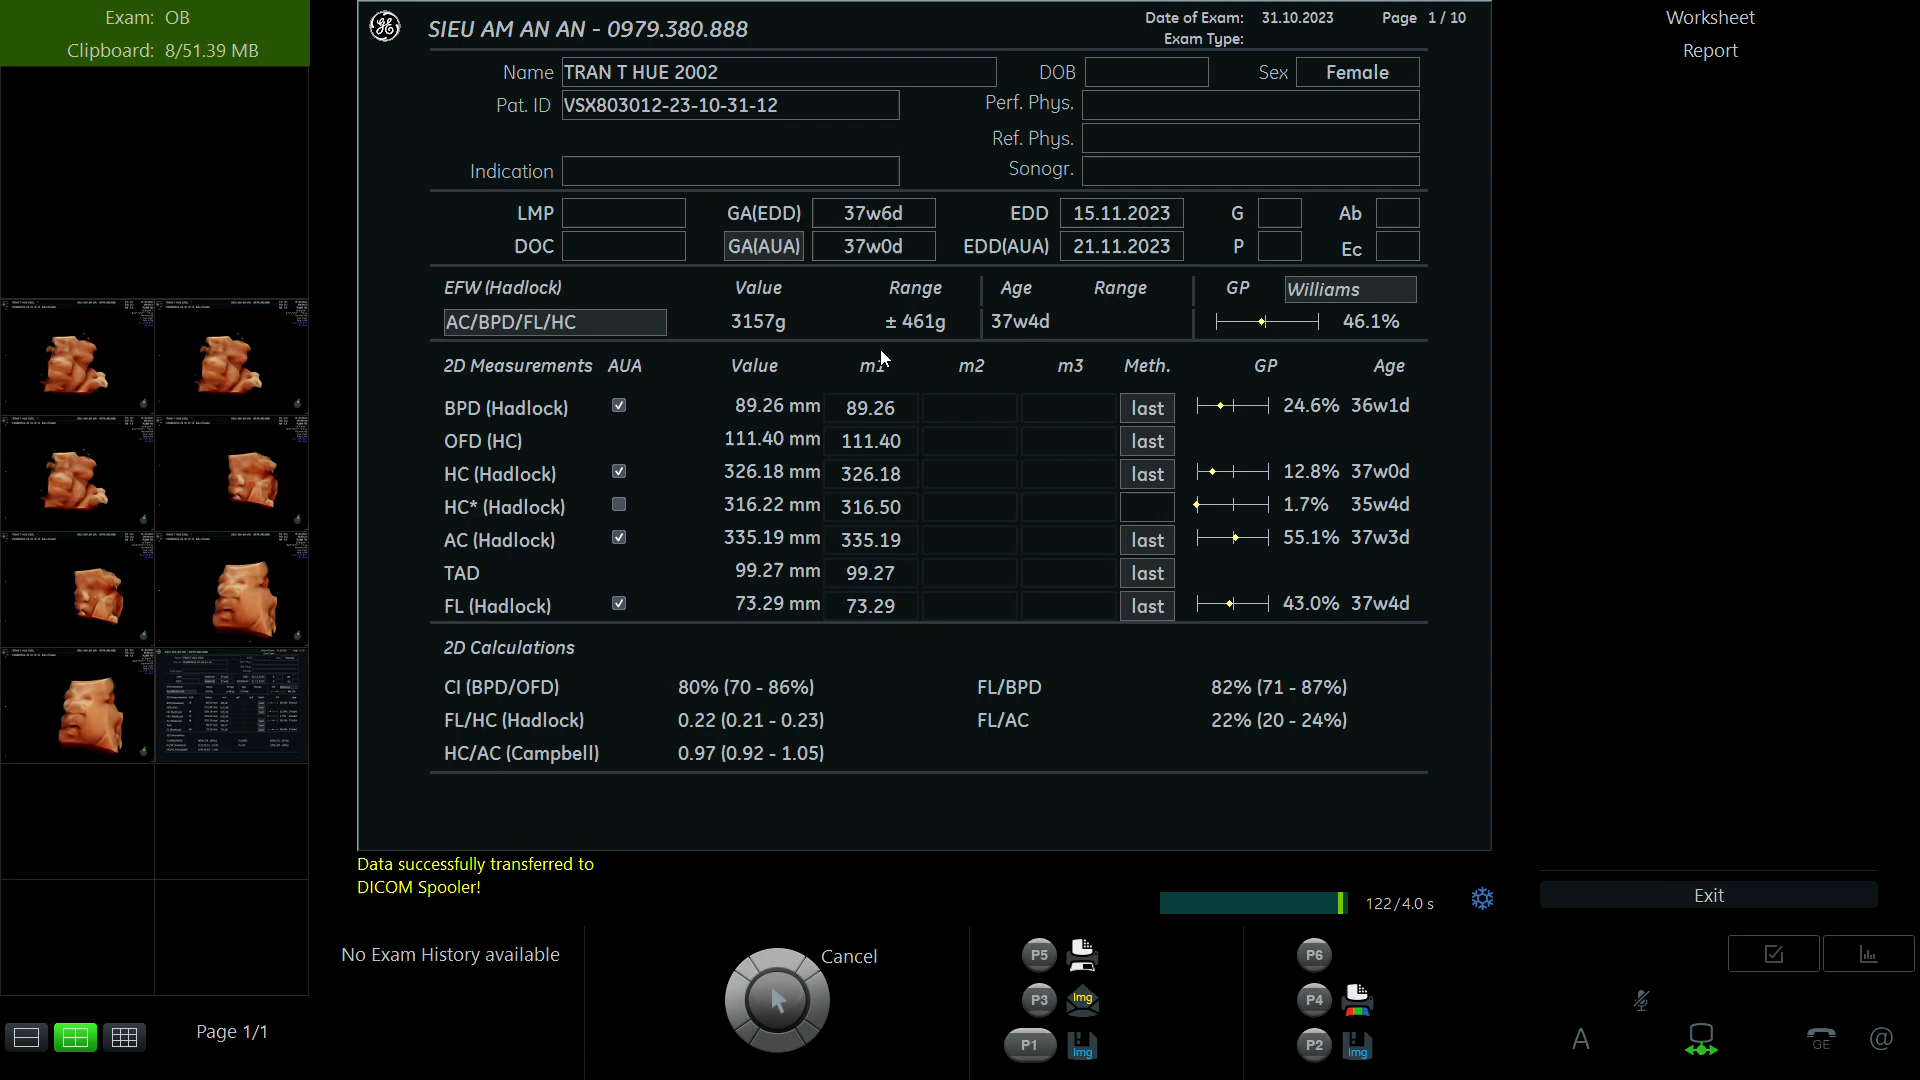 Exam: OB
Clipboard: 8/51.39 MB
SIEU AM AN AN - 0979.380.888
Date of Exam: 31.10.2023 Page 1 / 10
Exam Type:
Name TRAN T HUE 2002 DOB Sex Female
Pat. ID VSX803012-23-10-31-12 Perf. Phys.
Ref. Phys.
Indication Sonogr.
LMP GA(EDD) 37w6d EDD 15.11.2023 G Ab
DOC GA(AUA) 37w0d EDD(AUA) 21.11.2023 P Ec
EFW (Hadlock) Value Range Age Range GP Williams
AC/BPD/FL/HC 3157g ± 461g 37w4d 46.1%
2D Measurements AUA Value m1 m2 m3 Meth. GP Age
BPD (Hadlock) 89.26 mm 89.26 last 24.6% 36w1d
OFD (HC) 111.40 mm 111.40 last
HC (Hadlock) 326.18 mm 326.18 last 12.8% 37w0d
HC* (Hadlock) 316.22 mm 316.50 1.7% 35w4d
AC (Hadlock) 335.19 mm 335.19 last 55.1% 37w3d
TAD 99.27 mm 99.27 last
FL (Hadlock) 73.29 mm 73.29 last 43.0% 37w4d
2D Calculations
CI (BPD/OFD) 80% (70 - 86%) FL/BPD 82% (71 - 87%)
FL/HC (Hadlock) 0.22 (0.21 - 0.23) FL/AC 22% (20 - 24%)
HC/AC (Campbell) 0.97 (0.92 - 1.05)
Worksheet
Report
Data successfully transferred to
DICOM Spooler!
122/4.0 s
Exit
No Exam History available
Cancel
P5 P6
P3 Img P4
P1 Img P2 Img
Page 1/1
A GE @